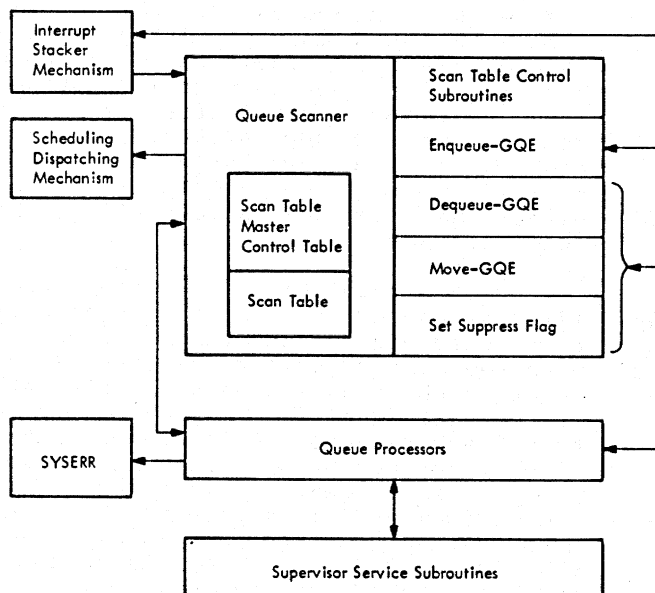 Interrupt
Stacker
Mechanism
Scheduling
Dispatching
Mechanism
Queue Scanner
Scan Table
Master
Control Table
Scan Table
Scan Table Control
Subroutines
Enqueue-GQE
Dequeue-GQE
Move-GQE
Set Suppress Flag
SYSERR
Queue Processors
Supervisor Service Subroutines